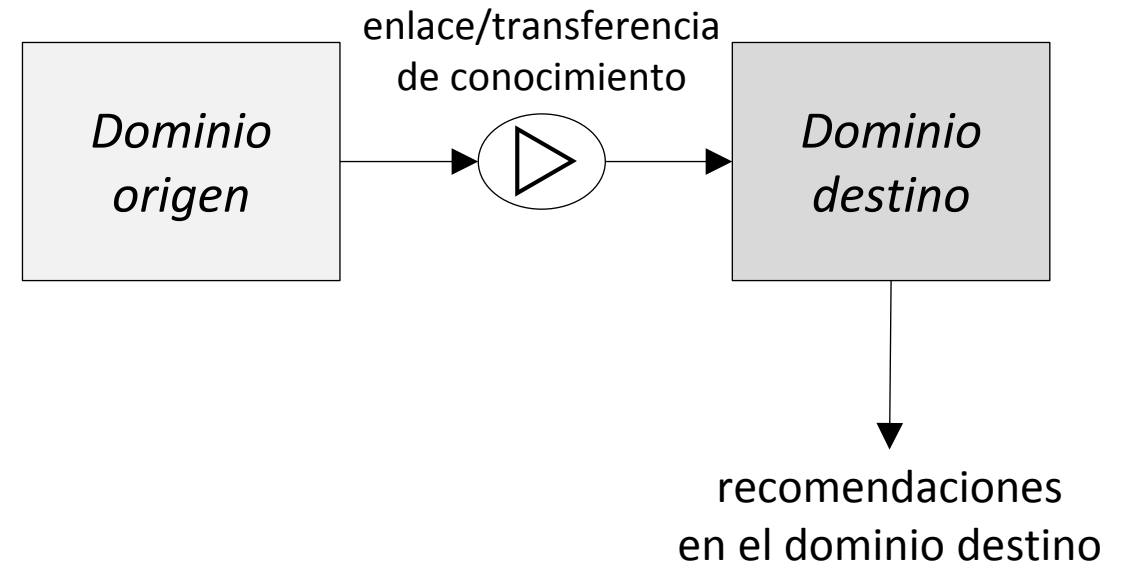 enlace/transferencia
de conocimiento
Dominio
origen
Dominio
destino
recomendaciones
en el dominio destino